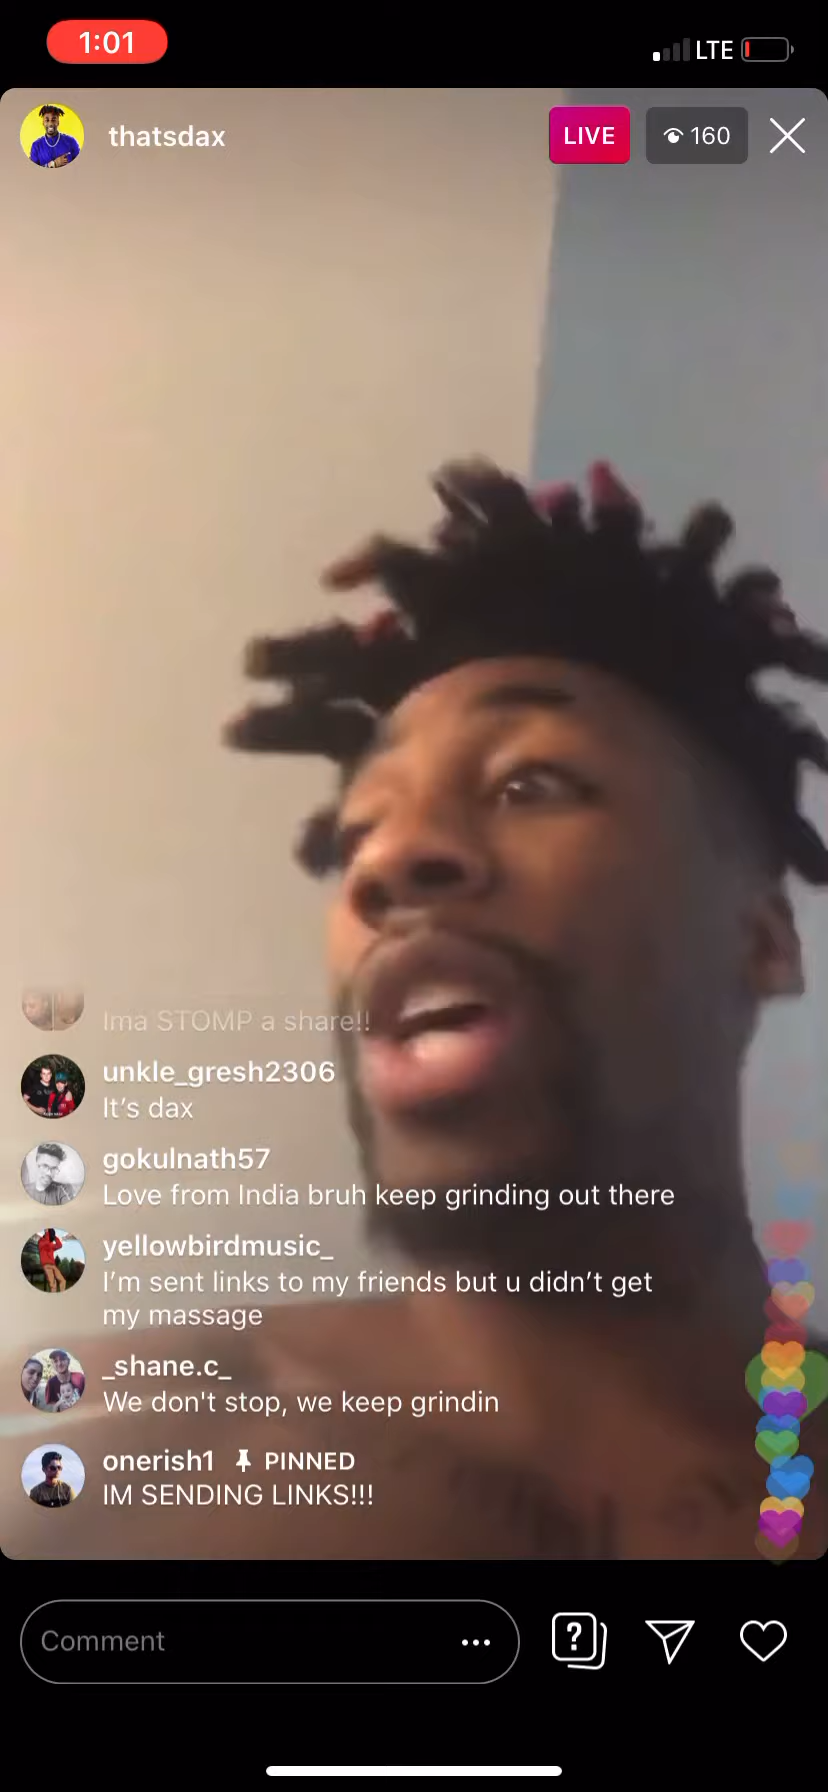 1:01
LTE
thatsdax
LIVE
160
Ima STOMP a share!!
unkle_gresh2306
It's dax
gokulnath57
Love from India bruh keep grinding out there
yellowbirdmusic_
I'm sent links to my friends but u didn't get
my massage
_shane.c_
We don't stop, we keep grindin
onerish1 PINNED
IM SENDING LINKS!!!
Comment
?